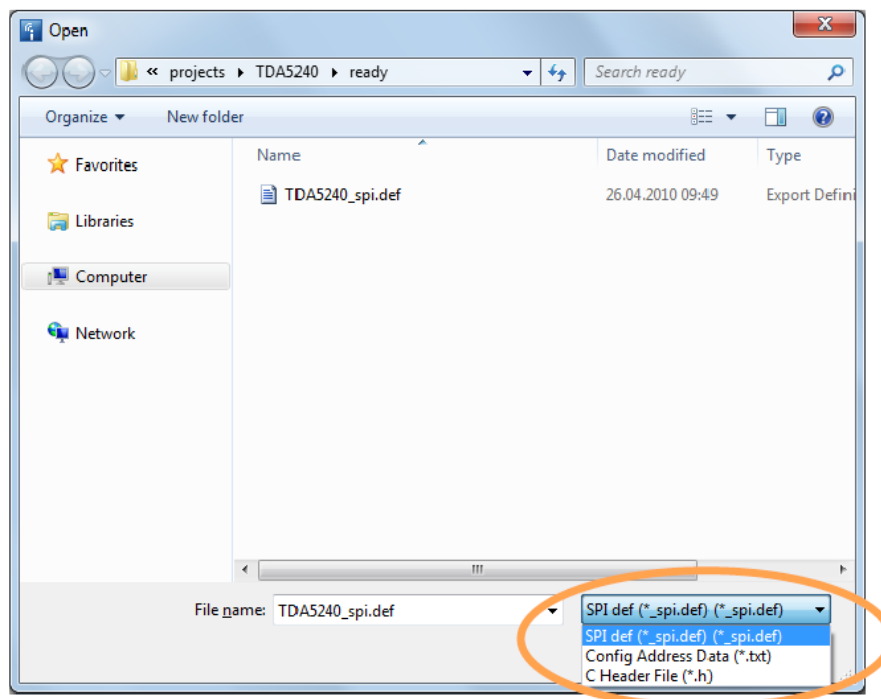 Open
« projects ▸ TDA5240 ▸ ready
Search ready
Organize
New folder
Name
Date modified
Type
Favorites
Libraries
Computer
Network
TDA5240_spi.def
26.04.2010 09:49
Export Defini
File name:
TDA5240_spi.def
SPI def (*_spi.def) (*_spi.def)
SPI def (*_spi.def) (*_spi.def)
Config Address Data (*.txt)
C Header File (*.h)